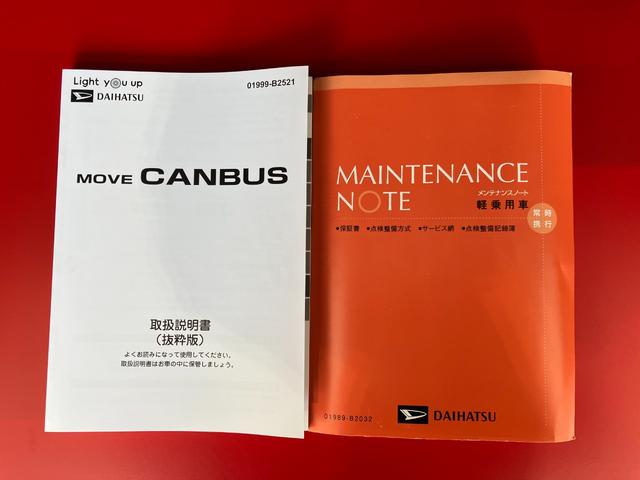 Light you up
DAIHATSU
01999-B2521
MOVE CANBUS
取扱説明書
(抜粋版)
よくお読みになって使用してください。
取扱説明書はお車の中に保管しましょう。
MAINTENANCE
NOTE
メンテナンスノート
軽乗用車
常時
携行
●保証書 ●点検整備方式 ●サービス網 ●点検整備記録簿
01989-B2032
DAIHATSU